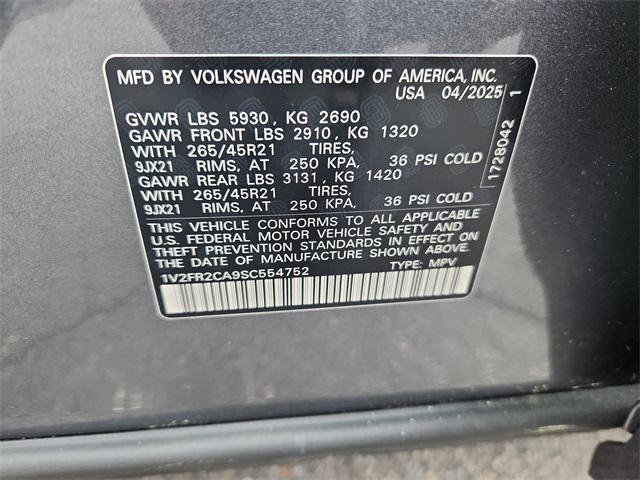 MFD BY VOLKSWAGEN GROUP OF AMERICA, INC.
USA 04/2025
GVWR LBS 5930, KG 2690
GAWR FRONT LBS 2910, KG 1320
WITH 265/45R21 TIRES,
9JX21 RIMS, AT 250 KPA, 36 PSI COLD
GAWR REAR LBS 3131, KG 1420
WITH 265/45R21 TIRES,
9JX21 RIMS, AT 250 KPA, 36 PSI COLD
THIS VEHICLE CONFORMS TO ALL APPLICABLE
U.S. FEDERAL MOTOR VEHICLE SAFETY AND
THEFT PREVENTION STANDARDS IN EFFECT ON
THE DATE OF MANUFACTURE SHOWN ABOVE.
1V2FR2CA9SC554752 TYPE: MPV
1728042 1